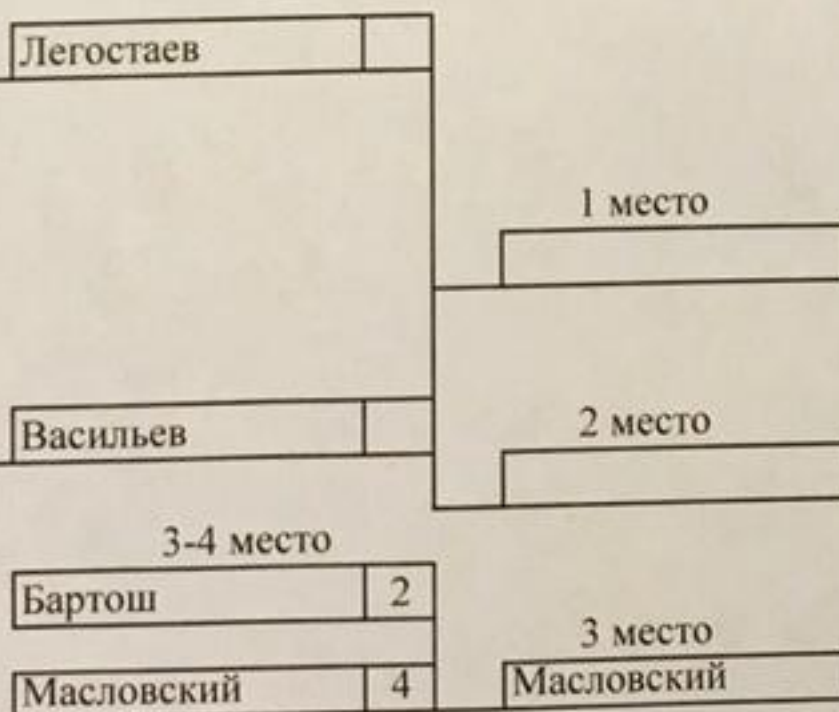 Легостаев
1 место
Васильев
2 место
3-4 место
Бартош 2
3 место
Масловский 4 Масловский